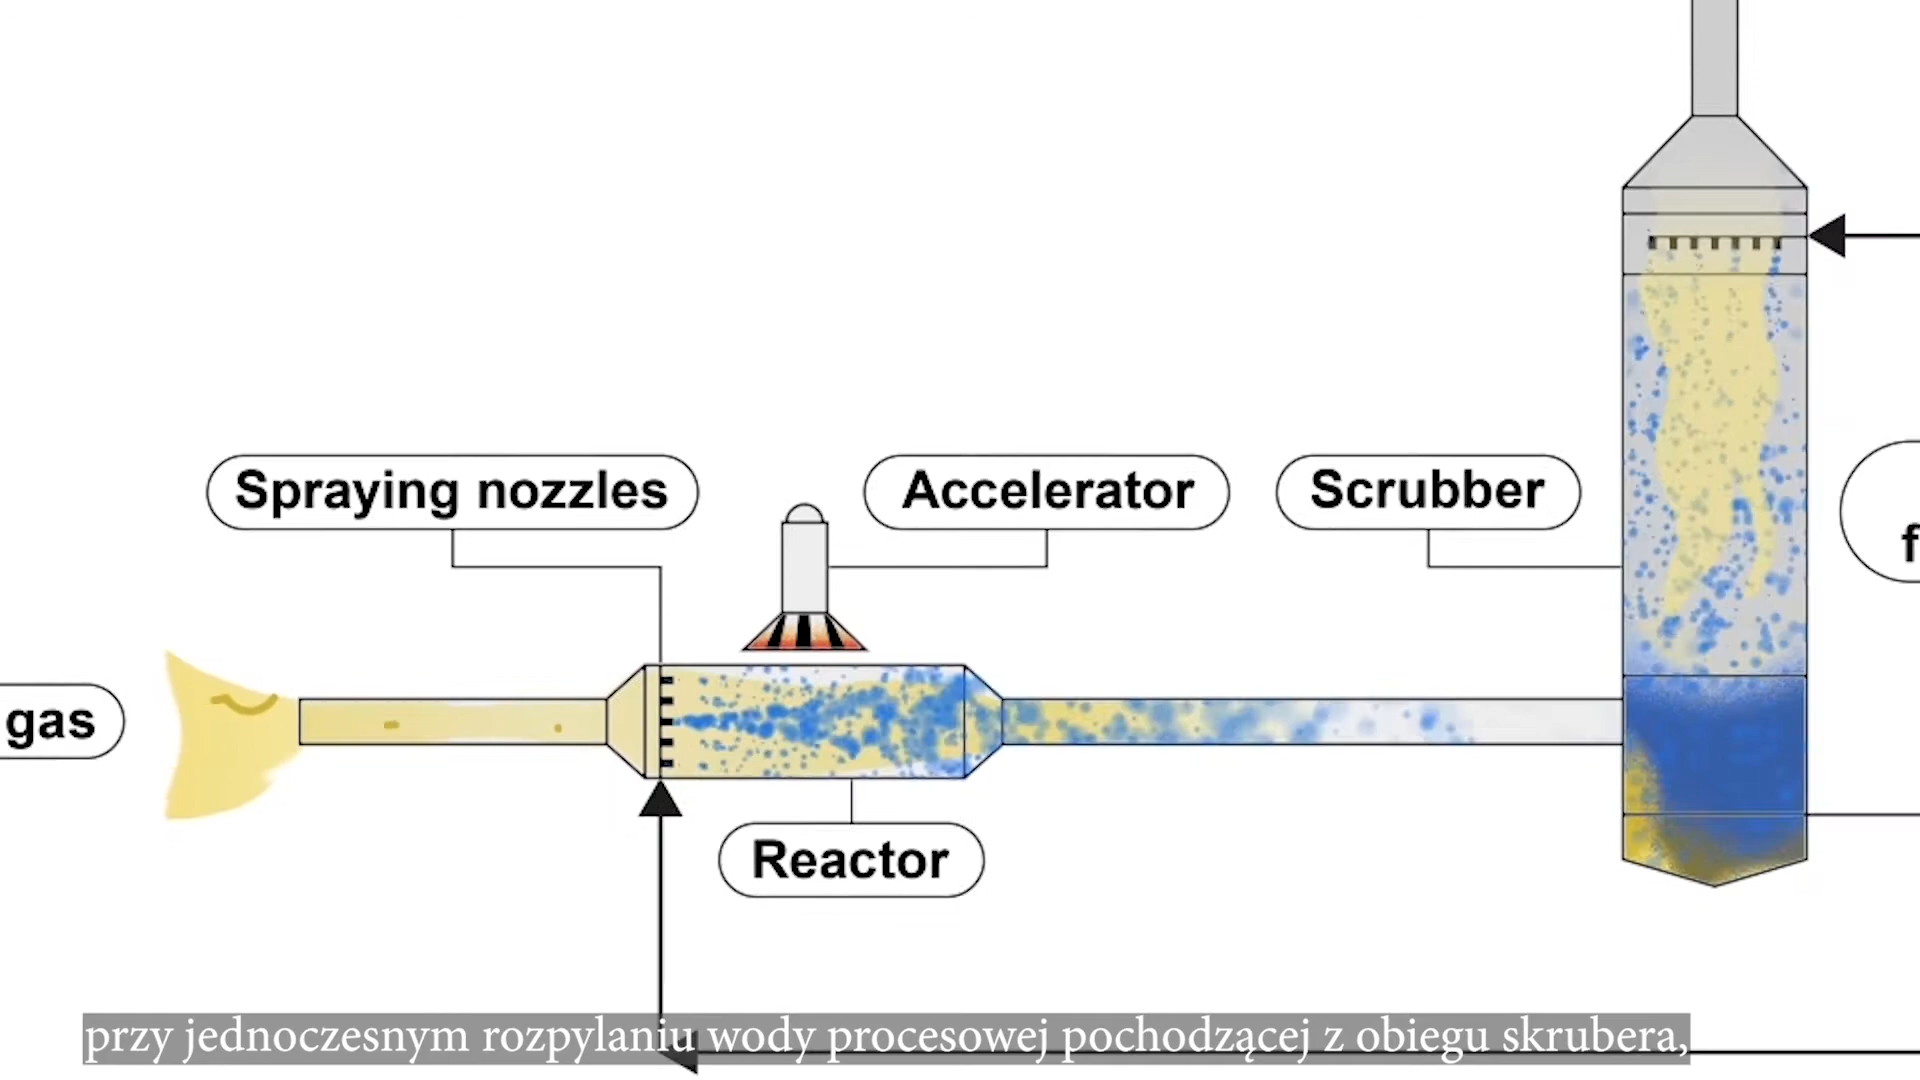 Spraying nozzles
Accelerator
Scrubber
f
gas
Reactor
przy jednoczesnym rozpylaniu wody procesowej pochodzącej z obiegu skrubera,